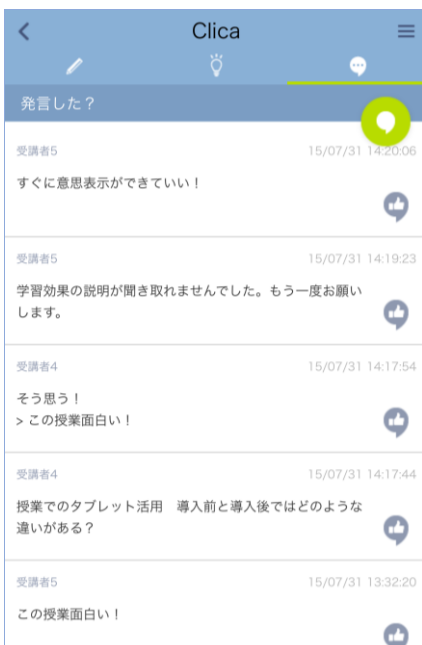 Clica
発言した？
受講者5 15/07/31 14:20:06
すぐに意思表示ができていい！
受講者5 15/07/31 14:19:23
学習効果の説明が聞き取れませんでした。もう一度お願い
します。
受講者4 15/07/31 14:17:54
そう思う！
> この授業面白い！
受講者4 15/07/31 14:17:44
授業でのタブレット活用　導入前と導入後ではどのような
違いがある？
受講者5 15/07/31 13:32:20
この授業面白い！